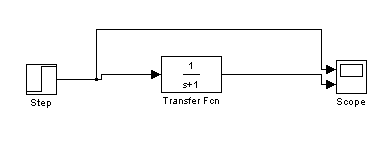 1
s+1
Step
Transfer Fcn
Scope